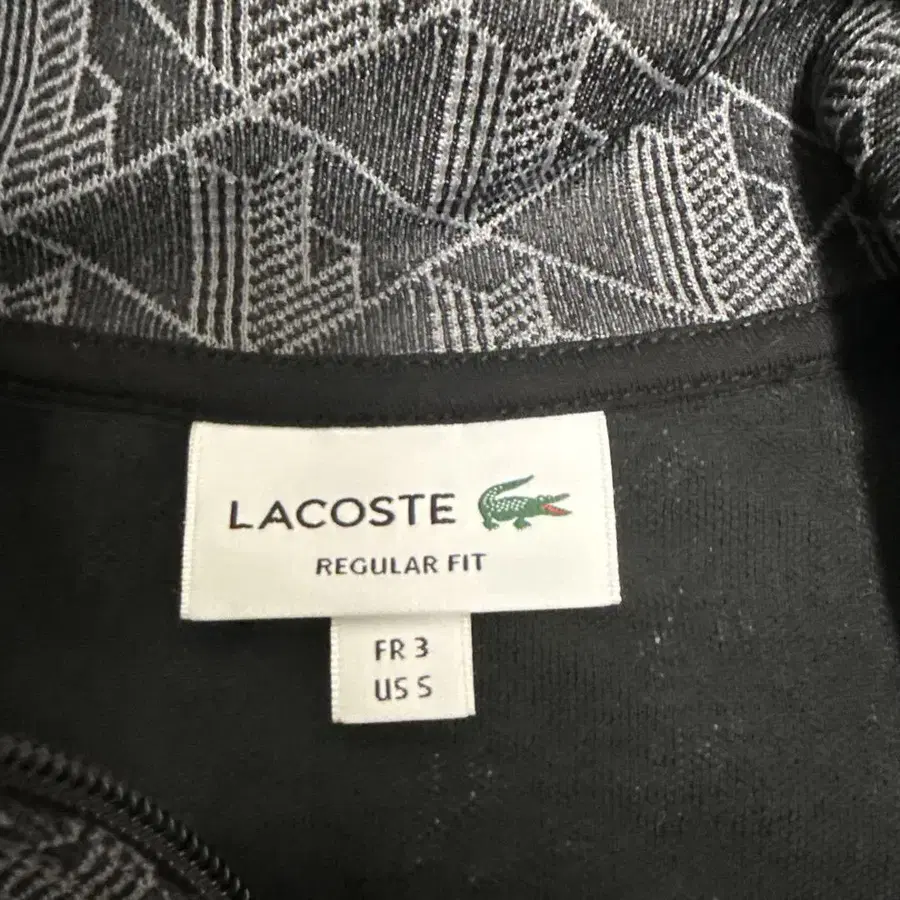 LACOSTE
REGULAR FIT
FR 3
US S